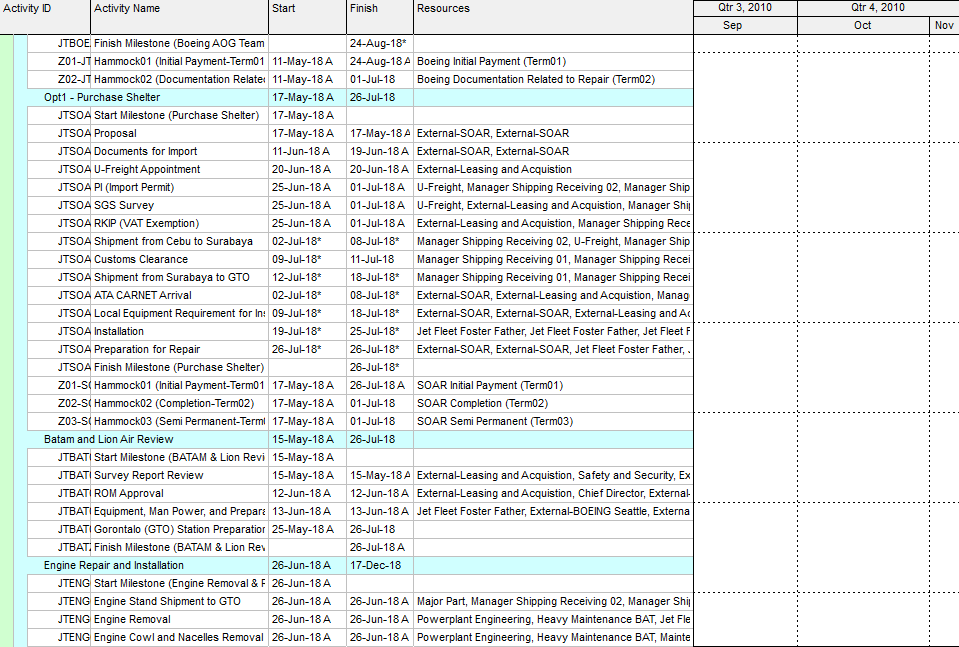 Activity ID Activity Name Start Finish Resources Qtr 3, 2010 Qtr 4, 2010
Sep Oct Nov
JTBOE Finish Milestone (Boeing AOG Team 24-Aug-18*
Z01-JT Hammock01 (Initial Payment-Term01 11-May-18 A 24-Aug-18 A Boeing Initial Payment (Term01)
Z02-JT Hammock02 (Documentation Relate 11-May-18 A 01-Jul-18 Boeing Documentation Related to Repair (Term02)
Opt1 - Purchase Shelter 17-May-18 A 26-Jul-18
JTSOA Start Milestone (Purchase Shelter) 17-May-18 A
JTSOA Proposal 17-May-18 A 17-May-18 A External-SOAR, External-SOAR
JTSOA Documents for Import 11-Jun-18 A 19-Jun-18 A External-SOAR, External-SOAR
JTSOA U-Freight Appointment 20-Jun-18 A 20-Jun-18 A External-Leasing and Acquistion
JTSOA PI (Import Permit) 25-Jun-18 A 01-Jul-18 A U-Freight, Manager Shipping Receiving 02, Manager Ship
JTSOA SGS Survey 25-Jun-18 A 01-Jul-18 A U-Freight, External-Leasing and Acquistion, Manager Ship
JTSOA RKIP (VAT Exemption) 25-Jun-18 A 01-Jul-18 A External-Leasing and Acquistion, Manager Shipping Rece
JTSOA Shipment from Cebu to Surabaya 02-Jul-18* 08-Jul-18* Manager Shipping Receiving 02, U-Freight, Manager Ship
JTSOA Customs Clearance 09-Jul-18* 11-Jul-18 Manager Shipping Receiving 01, Manager Shipping Recei
JTSOA Shipment from Surabaya to GTO 12-Jul-18* 18-Jul-18* Manager Shipping Receiving 01, Manager Shipping Recei
JTSOA ATA CARNET Arrival 02-Jul-18* 08-Jul-18* External-SOAR, External-Leasing and Acquistion, Manag
JTSOA Local Equipment Requirement for In 09-Jul-18* 18-Jul-18* External-SOAR, External-SOAR, External-Leasing and Ac
JTSOA Installation 19-Jul-18* 25-Jul-18* Jet Fleet Foster Father, Jet Fleet Foster Father, Jet Fleet F
JTSOA Preparation for Repair 26-Jul-18* 26-Jul-18* External-SOAR, External-SOAR, Jet Fleet Foster Father,
JTSOA Finish Milestone (Purchase Shelter) 26-Jul-18*
Z01-SO Hammock01 (Initial Payment-Term01 17-May-18 A 26-Jul-18 A SOAR Initial Payment (Term01)
Z02-SO Hammock02 (Completion-Term02) 17-May-18 A 01-Jul-18 SOAR Completion (Term02)
Z03-SO Hammock03 (Semi Permanent-Term 17-May-18 A 01-Jul-18 SOAR Semi Permanent (Term03)
Batam and Lion Air Review 15-May-18 A 26-Jul-18
JTBAT Start Milestone (BATAM & Lion Revi 15-May-18 A
JTBAT Survey Report Review 15-May-18 A 15-May-18 A External-Leasing and Acquistion, Safety and Security, Ex
JTBAT ROM Approval 12-Jun-18 A 12-Jun-18 A External-Leasing and Acquistion, Chief Director, External-
JTBAT Equipment, Man Power, and Prepara 13-Jun-18 A 13-Jun-18 A Jet Fleet Foster Father, External-BOEING Seattle, Externa
JTBAT Gorontalo (GTO) Station Preparation 25-May-18 A 26-Jul-18
JTBAT Finish Milestone (BATAM & Lion Rev 26-Jul-18 A
Engine Repair and Installation 26-Jun-18 A 17-Dec-18
JTENG Start Milestone (Engine Removal & F 26-Jun-18 A
JTENG Engine Stand Shipment to GTO 26-Jun-18 A 26-Jun-18 A Major Part, Manager Shipping Receiving 02, Manager Ship
JTENG Engine Removal 26-Jun-18 A 26-Jun-18 A Powerplant Engineering, Heavy Maintenance BAT, Jet Fle
JTENG Engine Cowl and Nacelles Removal 26-Jun-18 A 26-Jun-18 A Powerplant Engineering, Heavy Maintenance BAT, Mainte